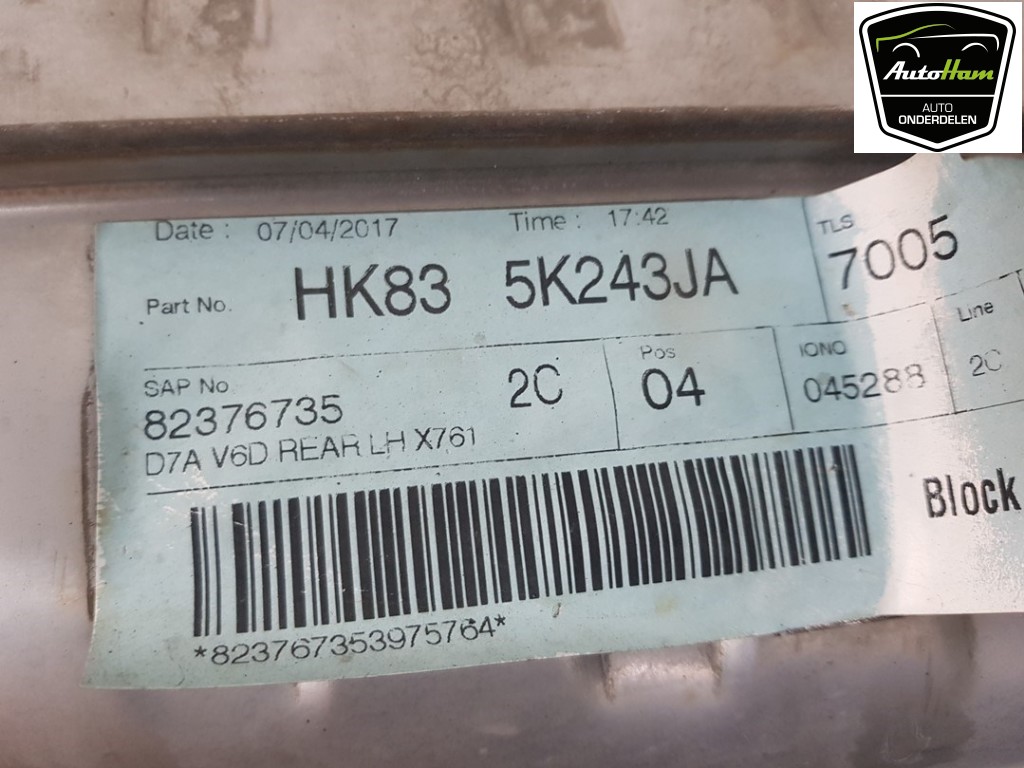 AutoHam
AUTO
ONDERDELEN
Date : 07/04/2017 Time : 17:42
TLS
7005
Part No. HK83 5K243JA
SAP No 2C Pos IONO Line
82376735 04 045288 2C
D7A V6D REAR LH X761
Block
*823767353975764*